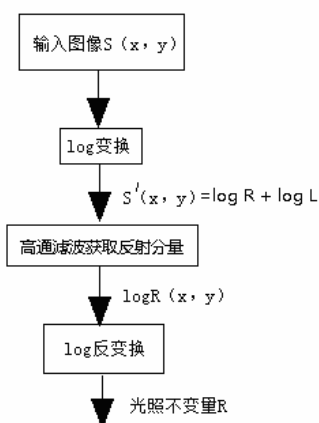 输入图像S（x，y）
log变换
S'（x，y）=log R + log L
高通滤波获取反射分量
logR（x，y）
log反变换
光照不变量R